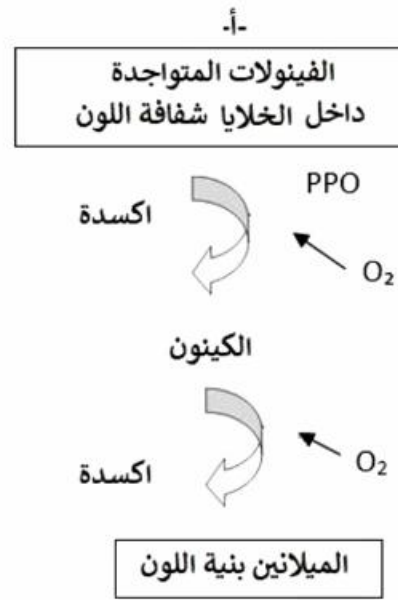 -أ-
الفينولات المتواجدة
داخل الخلايا شفافة اللون
PPO
اكسدة
O₂
الكينون
O₂
اكسدة
الميلانين بنية اللون